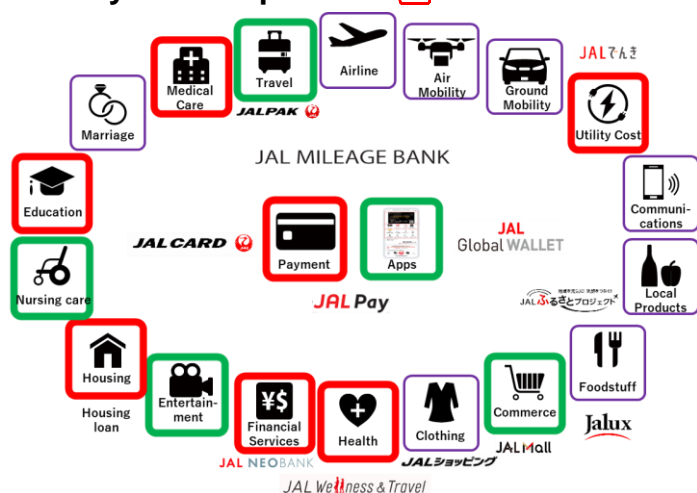 Airline
Travel
Medical
Care
Air
Mobility
Ground
Mobility
JALでんき
Utility Cost
JALPAK
Marriage
JAL MILEAGE BANK
Education
Communi-
cations
JALCARD
Payment
Apps
JAL
Global WALLET
Nursing care
Local
Products
JAL Pay
JALふるさとプロジェクト
Housing
Housing
loan
Entertain-
ment
¥$
Financial
Services
Health
Clothing
Commerce
Foodstuff
JAL NEOBANK
JALショッピング
JAL Mall
Jalux
JAL Wellness & Travel